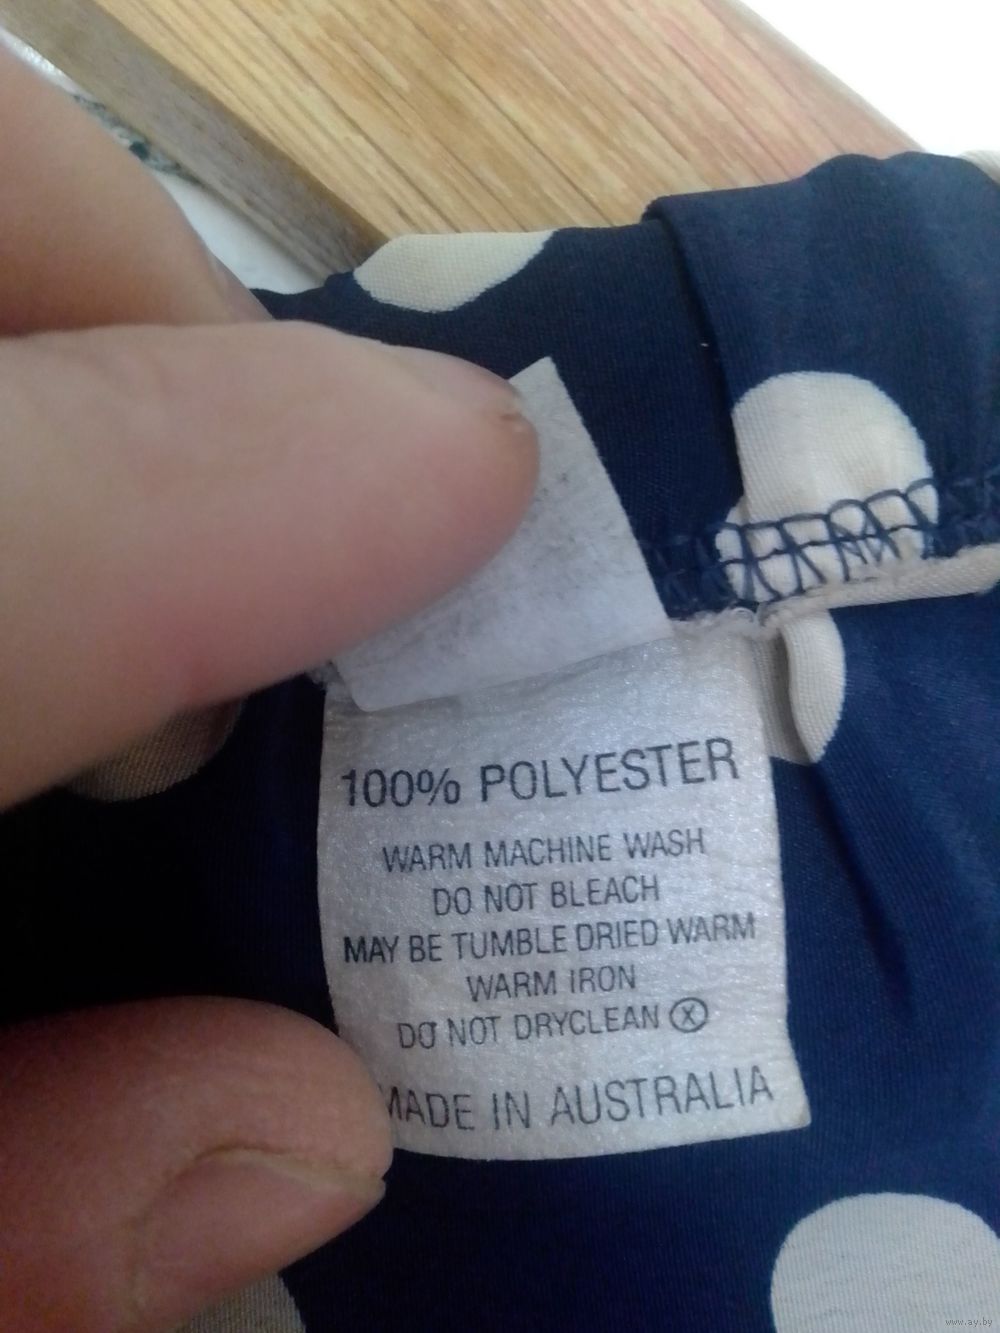 100% POLYESTER
WARM MACHINE WASH
DO NOT BLEACH
MAY BE TUMBLE DRIED WARM
WARM IRON
DO NOT DRYCLEAN Ⓧ
MADE IN AUSTRALIA
www.ay.by